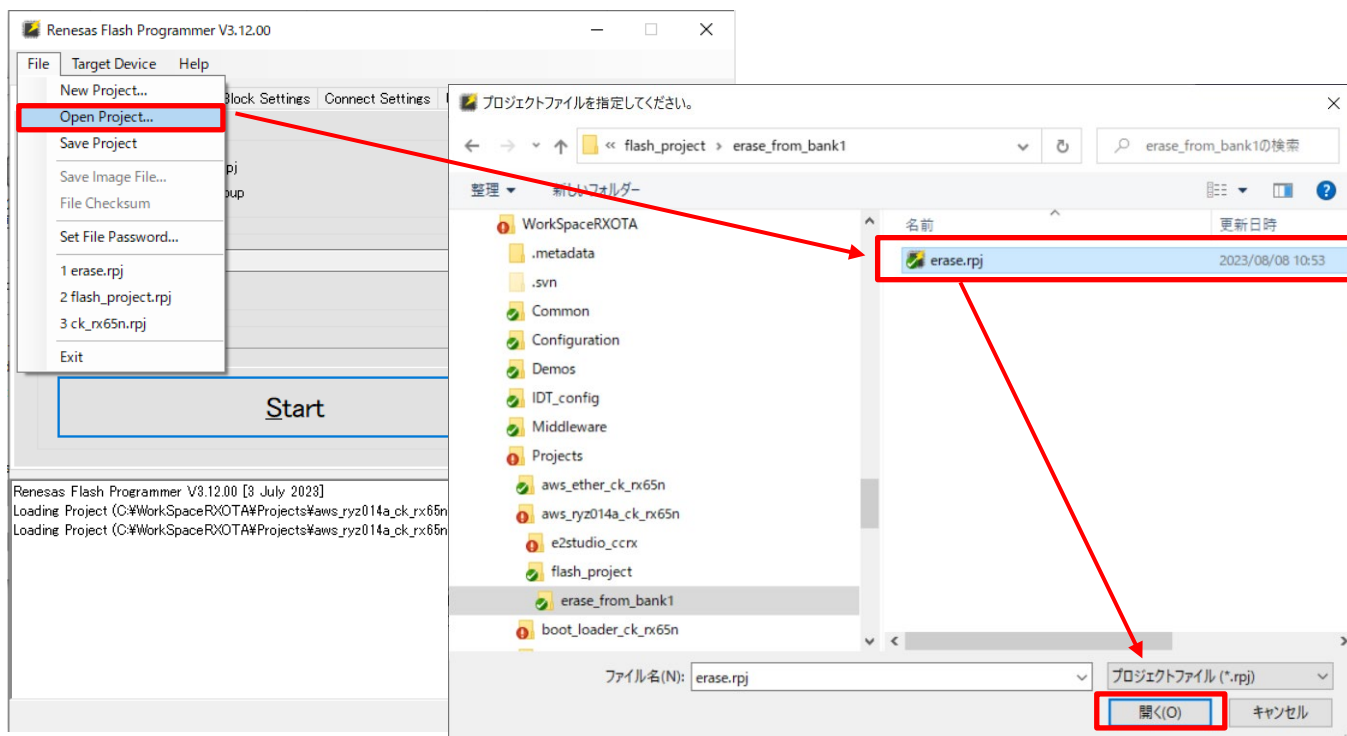 Renesas Flash Programmer V3.12.00
File Target Device Help
New Project...
Open Project...
Save Project
Save Image File...
File Checksum
Set File Password...
1 erase.rpj
2 flash_project.rpj
3 ck_rx65n.rpj
Exit
Block Settings Connect Settings
Start
Renesas Flash Programmer V3.12.00 [3 July 2023]
Loading Project (C:¥WorkSpaceRXOTA¥Projects¥aws_ryz014a_ck_rx65n
Loading Project (C:¥WorkSpaceRXOTA¥Projects¥aws_ryz014a_ck_rx65n
プロジェクトファイルを指定してください。
« flash_project › erase_from_bank1
erase_from_bank1の検索
整理 新しいフォルダー
WorkSpaceRXOTA
.metadata
.svn
Common
Configuration
Demos
IDT_config
Middleware
Projects
aws_ether_ck_rx65n
aws_ryz014a_ck_rx65n
e2studio_ccrx
flash_project
erase_from_bank1
boot_loader_ck_rx65n
名前 更新日時
erase.rpj 2023/08/08 10:53
ファイル名(N): erase.rpj プロジェクトファイル (*.rpj)
開く(O) キャンセル